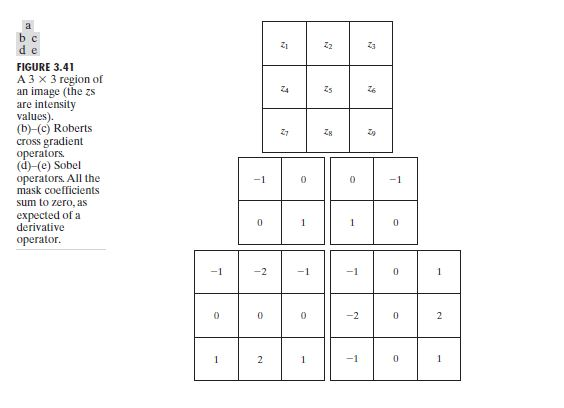 a
b c
d e
FIGURE 3.41
A 3 × 3 region of
an image (the zs
are intensity
values).
(b)–(c) Roberts
cross gradient
operators.
(d)–(e) Sobel
operators. All the
mask coefficients
sum to zero, as
expected of a
derivative
operator.
z1 z2 z3
z4 z5 z6
z7 z8 z9
−1 0 0 −1
0 1 1 0
−1 −2 −1 −1 0 1
0 0 0 −2 0 2
1 2 1 −1 0 1